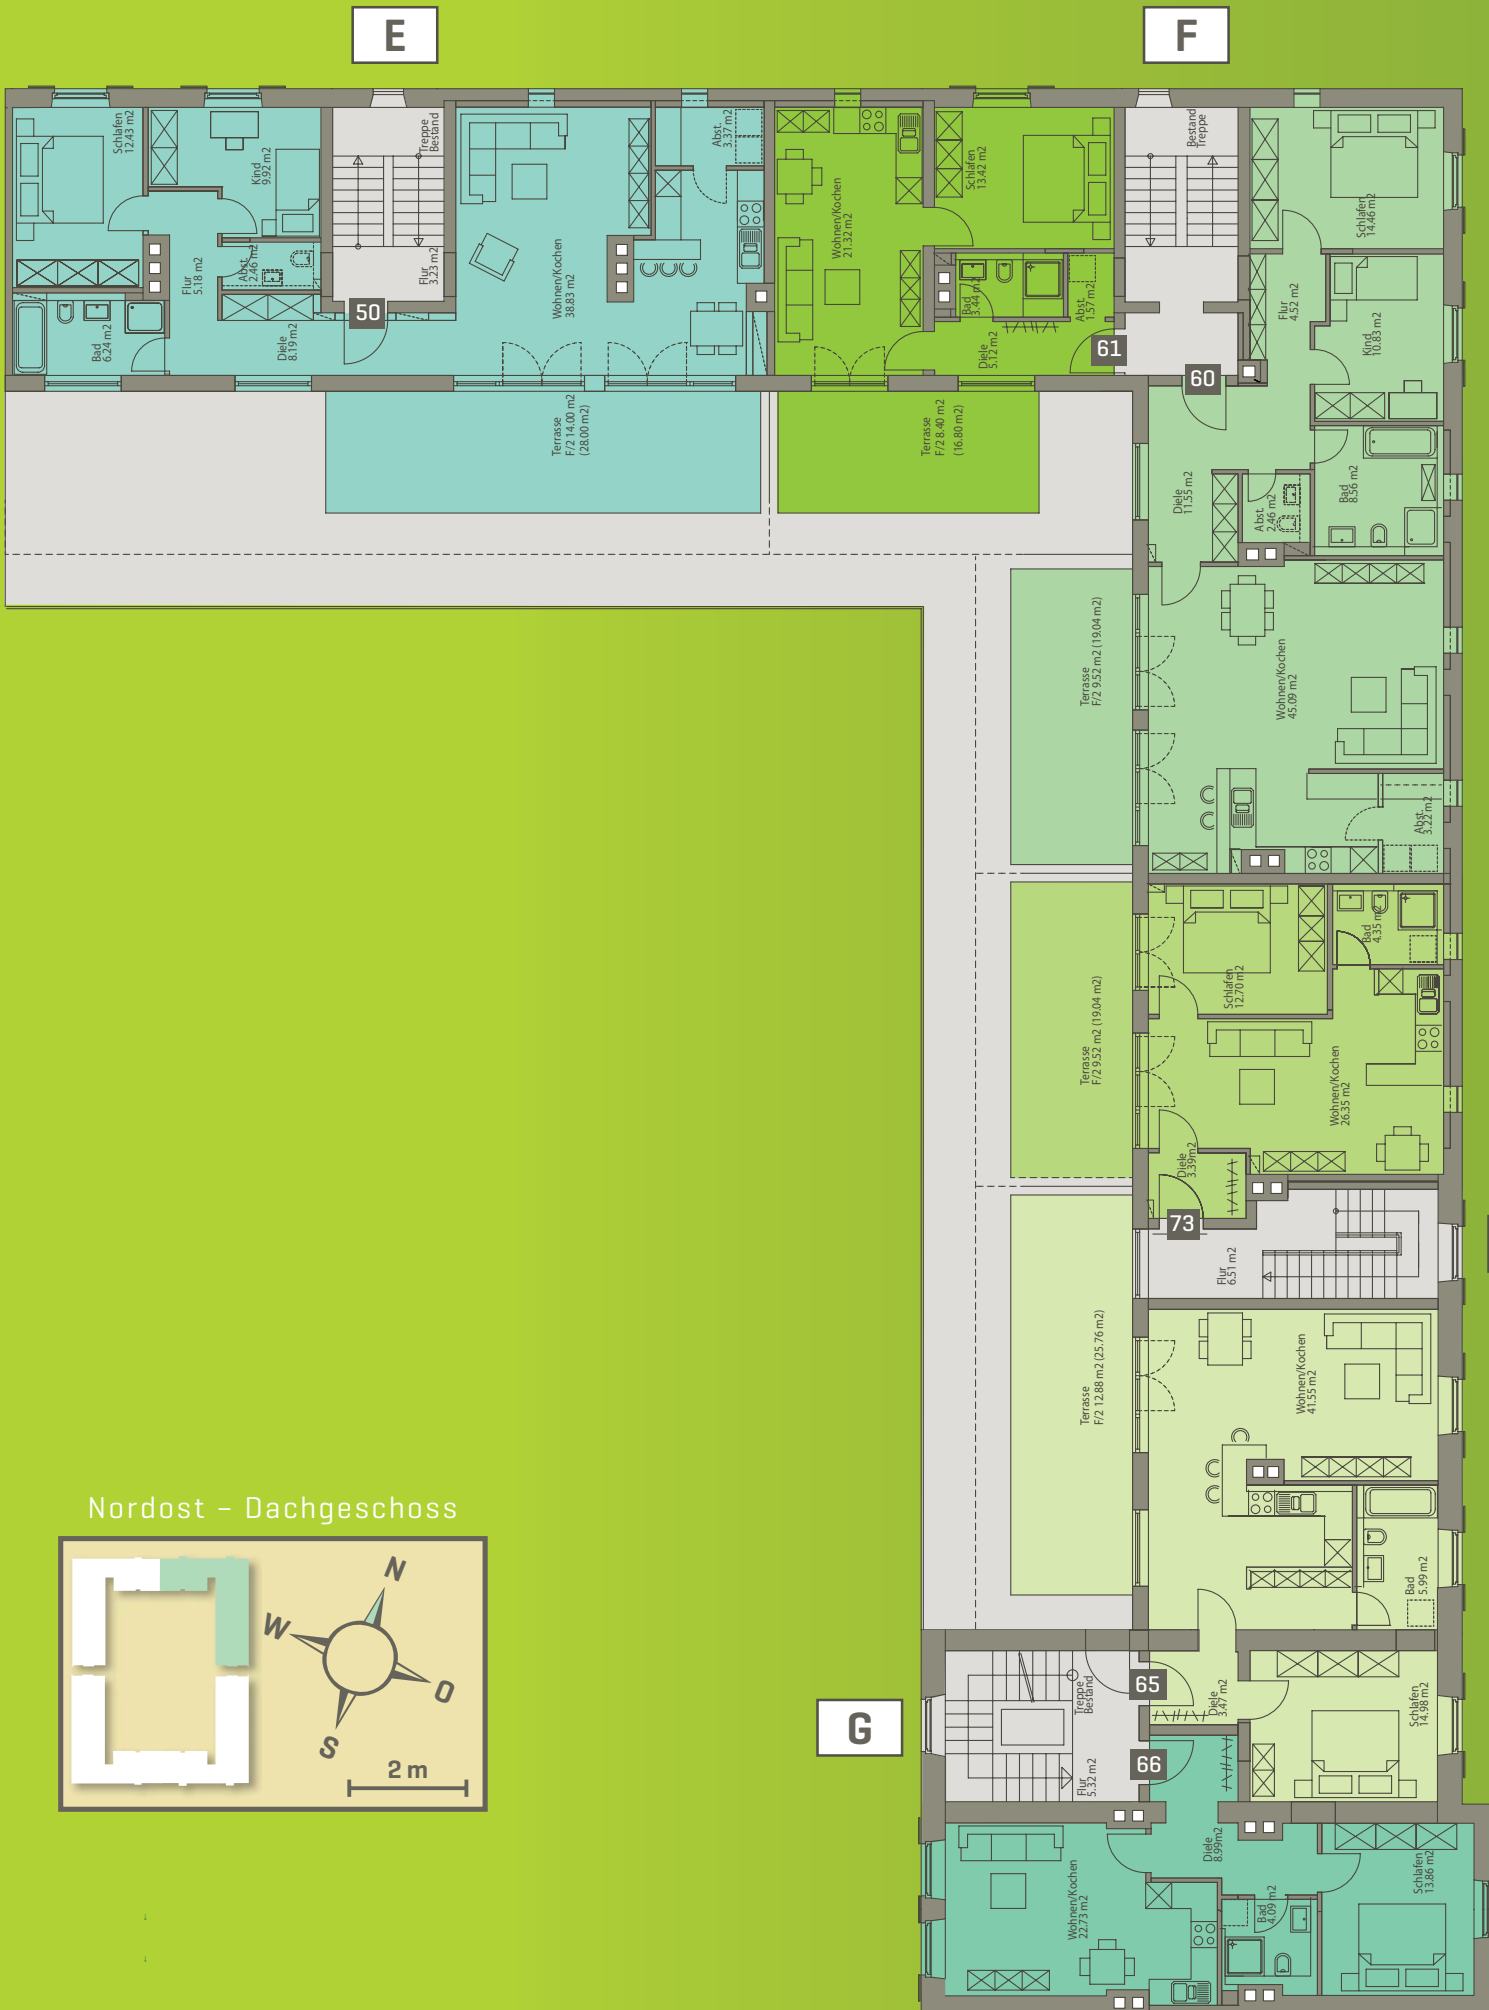 E
F
Schlafen
12.43 m2
Kind
9.92 m2
Treppe
Bestand
Abst.
3.37 m2
Wohnen/Kochen
38.83 m2
Flur
5.18 m2
Abst.
2.46 m2
Flur
3.23 m2
Bad
6.24 m2
Diele
8.19 m2
50
Wohnen/Kochen
21.32 m2
Schlafen
13.42 m2
Bad
3.44 m2
Abst.
1.57 m2
Diele
5.12 m2
61
Bestand
Treppe
60
Schlafen
14.46 m2
Flur
4.52 m2
Kind
10.83 m2
Terrasse
F/2 14.00 m2
(28.00 m2)
Terrasse
F/2 8.40 m2
(16.80 m2)
Diele
11.55 m2
Abst.
2.46 m2
Bad
8.56 m2
Terrasse
F/2 9.52 m2 (19.04 m2)
Wohnen/Kochen
45.09 m2
Abst.
3.22 m2
Terrasse
F/2 9.52 m2 (19.04 m2)
Schlafen
12.70 m2
Bad
4.35 m2
Wohnen/Kochen
26.35 m2
Diele
3.39m2
73
Flur
6.51 m2
Terrasse
F/2 12.88 m2 (25.76 m2)
Wohnen/Kochen
41.55 m2
Bad
5.99 m2
Nordost – Dachgeschoss
N
W
O
S
2 m
G
Treppe
Bestand
65
Diele
3.47 m2
Schlafen
14.98 m2
Flur
5.32 m2
66
Diele
8.99m2
Wohnen/Kochen
22.73 m2
Bad
4.09 m2
Schlafen
13.86 m2